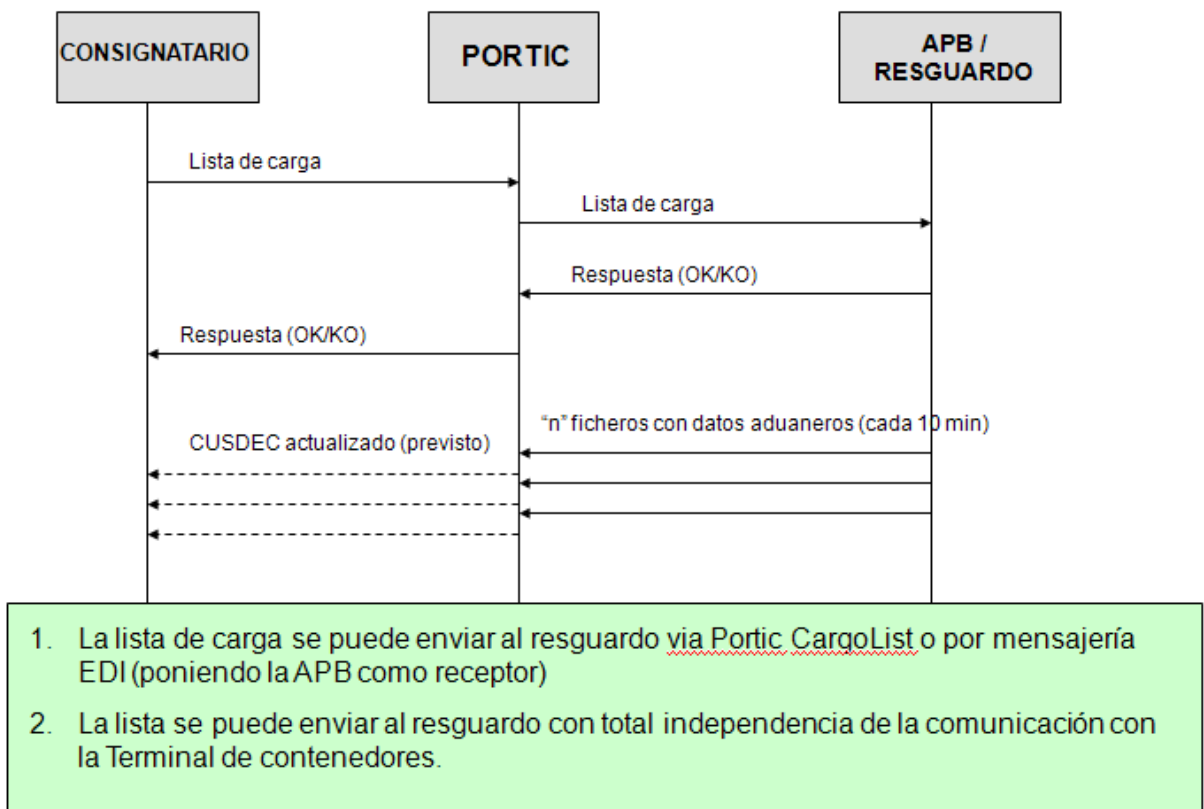 CONSIGNATARIO
PORTIC
APB /
RESGUARDO
Lista de carga
Lista de carga
Respuesta (OK/KO)
Respuesta (OK/KO)
“n” ficheros con datos aduaneros (cada 10 min)
CUSDEC actualizado (previsto)
1. La lista de carga se puede enviar al resguardo via Portic CargoList o por mensajería
EDI (poniendo la APB como receptor)
2. La lista se puede enviar al resguardo con total independencia de la comunicación con
la Terminal de contenedores.